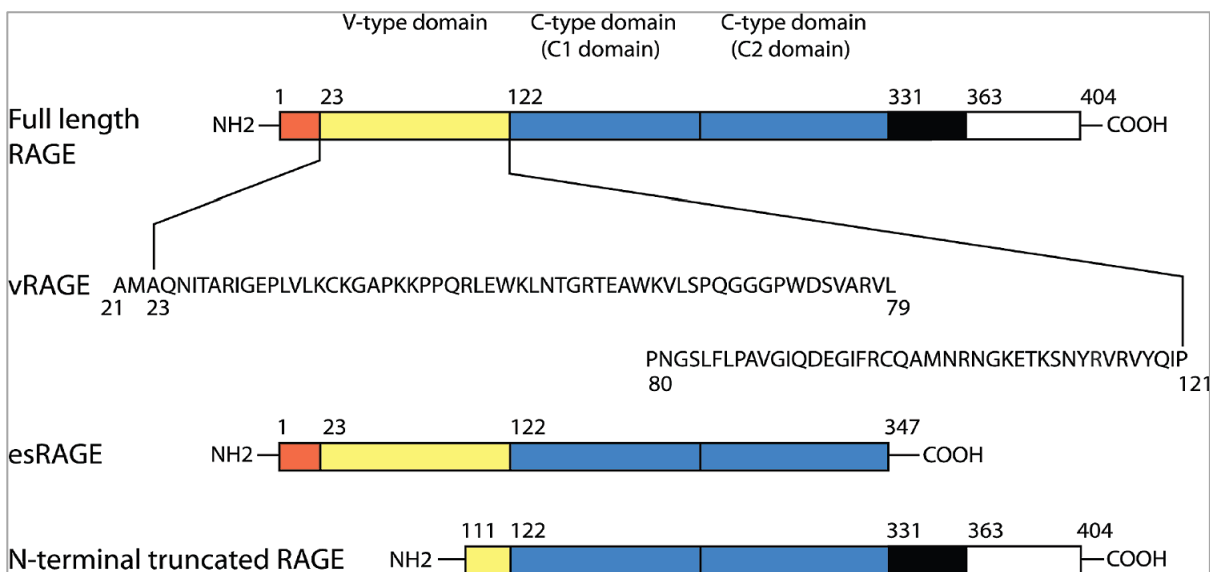 V-type domain C-type domain C-type domain
(C1 domain) (C2 domain)
1 23 122 331 363 404
Full length NH2 COOH
RAGE
vRAGE AMAQNITARIGEPLVLKCKGAPKKPPQRLEWKLNTGRTEAWKVLSPQGGGPWDSVARVL
21 23 79
PNGSLFLPAVGIQDEGIFRCQAMNRNGKETKSNYRVRVYQIP
80 121
1 23 122 347
esRAGE NH2 COOH
111 122 331 363 404
N-terminal truncated RAGE NH2 COOH